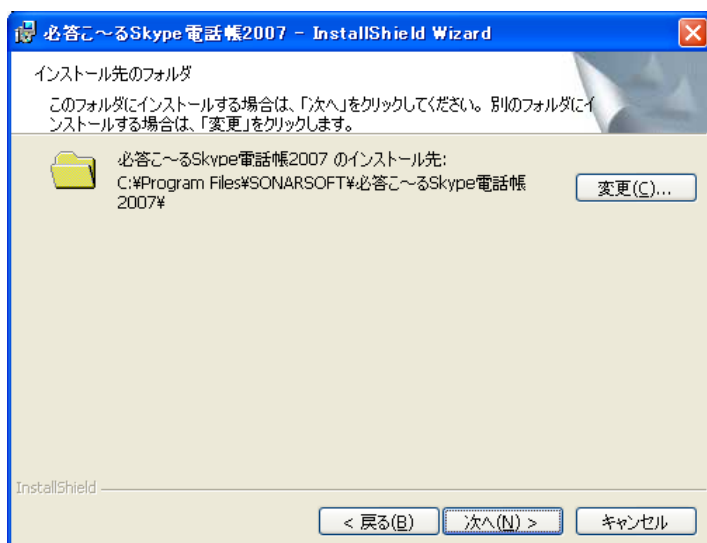 必答こ～るSkype電話帳2007 - InstallShield Wizard
インストール先のフォルダ
このフォルダにインストールする場合は、「次へ」をクリックしてください。別のフォルダにイ
ンストールする場合は、「変更」をクリックします。
必答こ～るSkype電話帳2007 のインストール先:
C:¥Program Files¥SONARSOFT¥必答こ～るSkype電話帳
2007¥
変更(C)...
InstallShield
< 戻る(B)
次へ(N) >
キャンセル